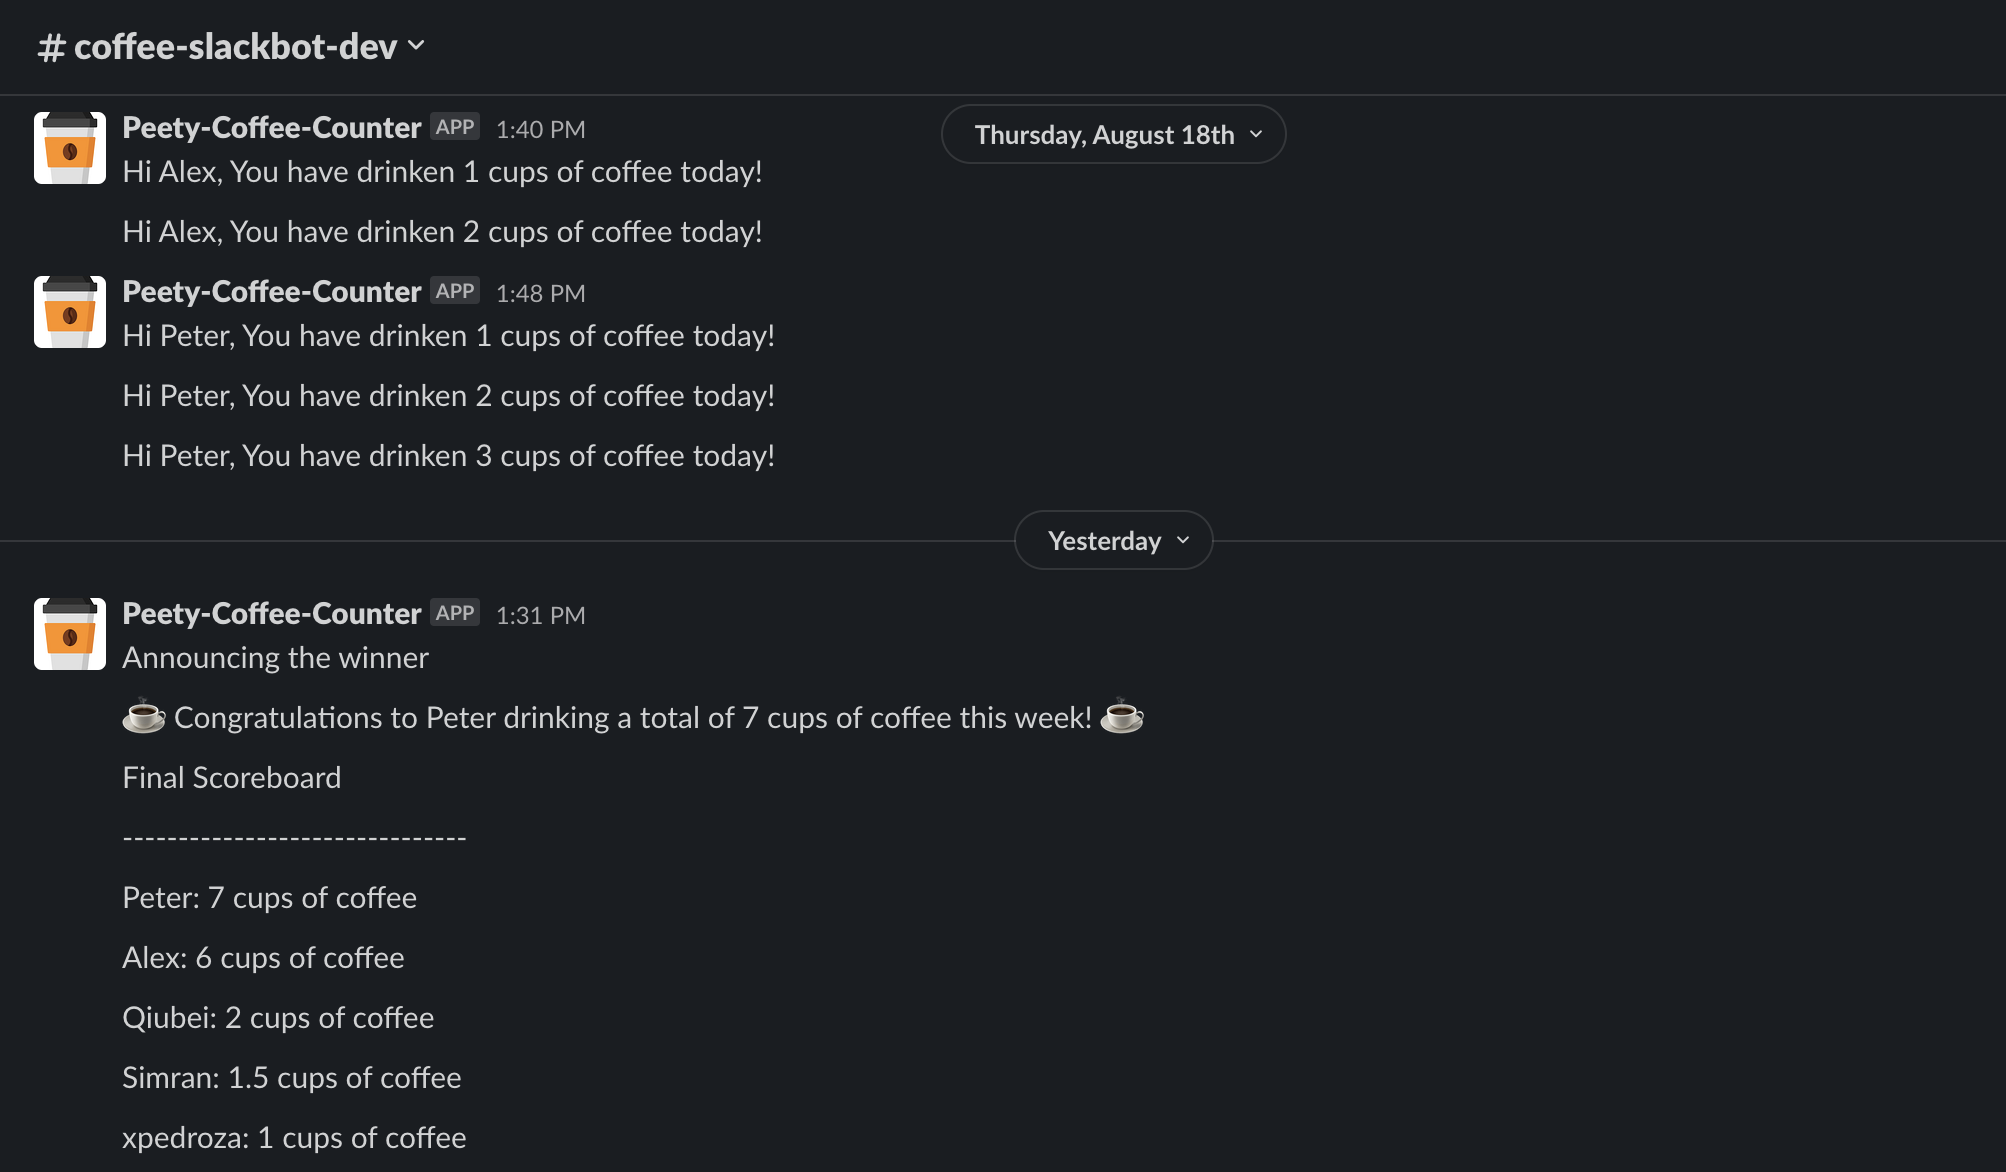 # coffee-slackbot-dev
Thursday, August 18th
Peety-Coffee-Counter APP 1:40 PM
Hi Alex, You have drinken 1 cups of coffee today!
Hi Alex, You have drinken 2 cups of coffee today!
Peety-Coffee-Counter APP 1:48 PM
Hi Peter, You have drinken 1 cups of coffee today!
Hi Peter, You have drinken 2 cups of coffee today!
Hi Peter, You have drinken 3 cups of coffee today!
Yesterday
Peety-Coffee-Counter APP 1:31 PM
Announcing the winner
☕ Congratulations to Peter drinking a total of 7 cups of coffee this week! ☕
Final Scoreboard
-------------------------------
Peter: 7 cups of coffee
Alex: 6 cups of coffee
Qiubei: 2 cups of coffee
Simran: 1.5 cups of coffee
xpedroza: 1 cups of coffee